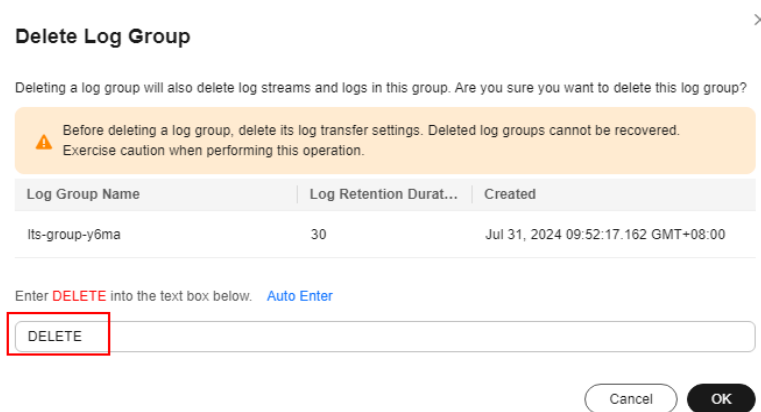 Delete Log Group
Deleting a log group will also delete log streams and logs in this group. Are you sure you want to delete this log group?
Before deleting a log group, delete its log transfer settings. Deleted log groups cannot be recovered.
Exercise caution when performing this operation.
Log Group Name Log Retention Durat... Created
lts-group-y6ma 30 Jul 31, 2024 09:52:17.162 GMT+08:00
Enter DELETE into the text box below. Auto Enter
DELETE
Cancel OK